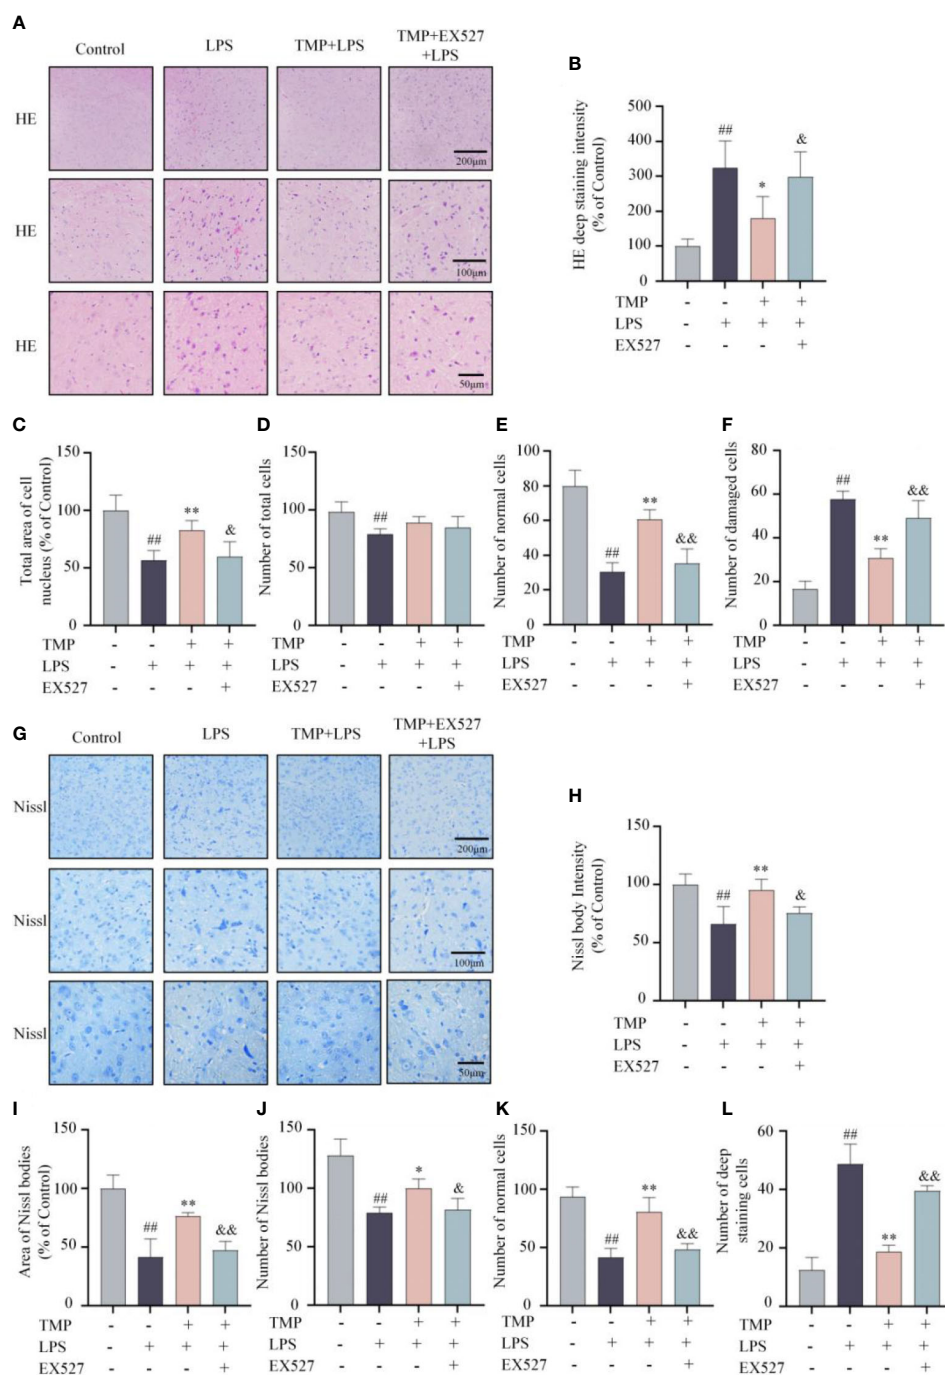 A
Control
LPS
TMP+LPS
TMP+EX527
+LPS
HE
200μm
HE
100μm
HE
50μm
B
HE deep staining intensity
(% of Control)
500
400
300
200
100
0
##
*
&
TMP - - + +
LPS - + + +
EX527 - - - +
C
Total area of cell
nucleus (% of Control)
150
100
50
0
##
**
&
TMP - - + +
LPS - + + +
EX527 - - - +
D
Number of total cells
150
100
50
0
##
TMP - - + +
LPS - + + +
EX527 - - - +
E
Number of normal cells
100
80
60
40
20
0
##
**
&&
TMP - - + +
LPS - + + +
EX527 - - - +
F
Number of damaged cells
80
60
40
20
0
##
**
&&
TMP - - + +
LPS - + + +
EX527 - - - +
G
Control
LPS
TMP+LPS
TMP+EX527
+LPS
Nissl
200μm
Nissl
100μm
Nissl
50μm
H
Nissl body Intensity
(% of Control)
150
100
50
0
##
**
&
TMP - - + +
LPS - + + +
EX527 - - - +
I
Area of Nissl bodies
(% of Control)
150
100
50
0
##
**
&&
TMP - - + +
LPS - + + +
EX527 - - - +
J
Number of Nissl bodies
150
100
50
0
##
*
&
TMP - - + +
LPS - + + +
EX527 - - - +
K
Number of normal cells
150
100
50
0
##
**
&&
TMP - - + +
LPS - + + +
EX527 - - - +
L
Number of deep
staining cells
60
40
20
0
##
**
&&
TMP - - + +
LPS - + + +
EX527 - - - +